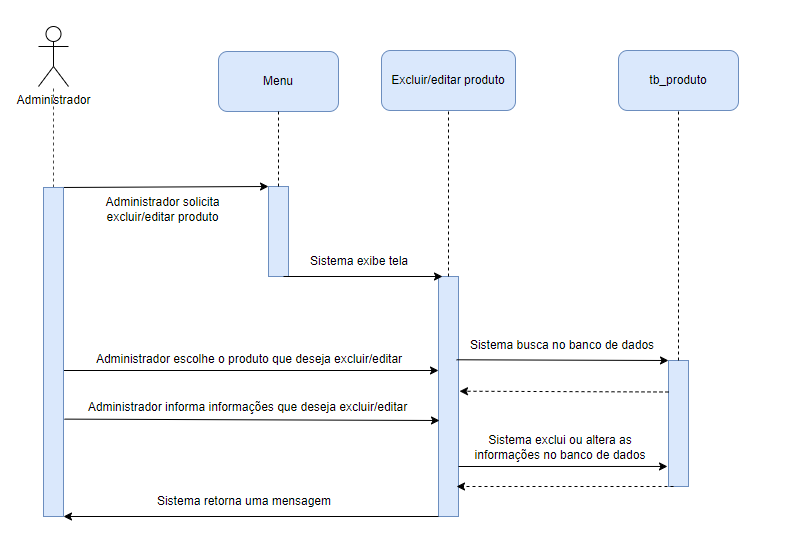 Administrador
Menu
Excluir/editar produto
tb_produto
Administrador solicita
excluir/editar produto
Sistema exibe tela
Sistema busca no banco de dados
Administrador escolhe o produto que deseja excluir/editar
Administrador informa informações que deseja excluir/editar
Sistema exclui ou altera as
informações no banco de dados
Sistema retorna uma mensagem